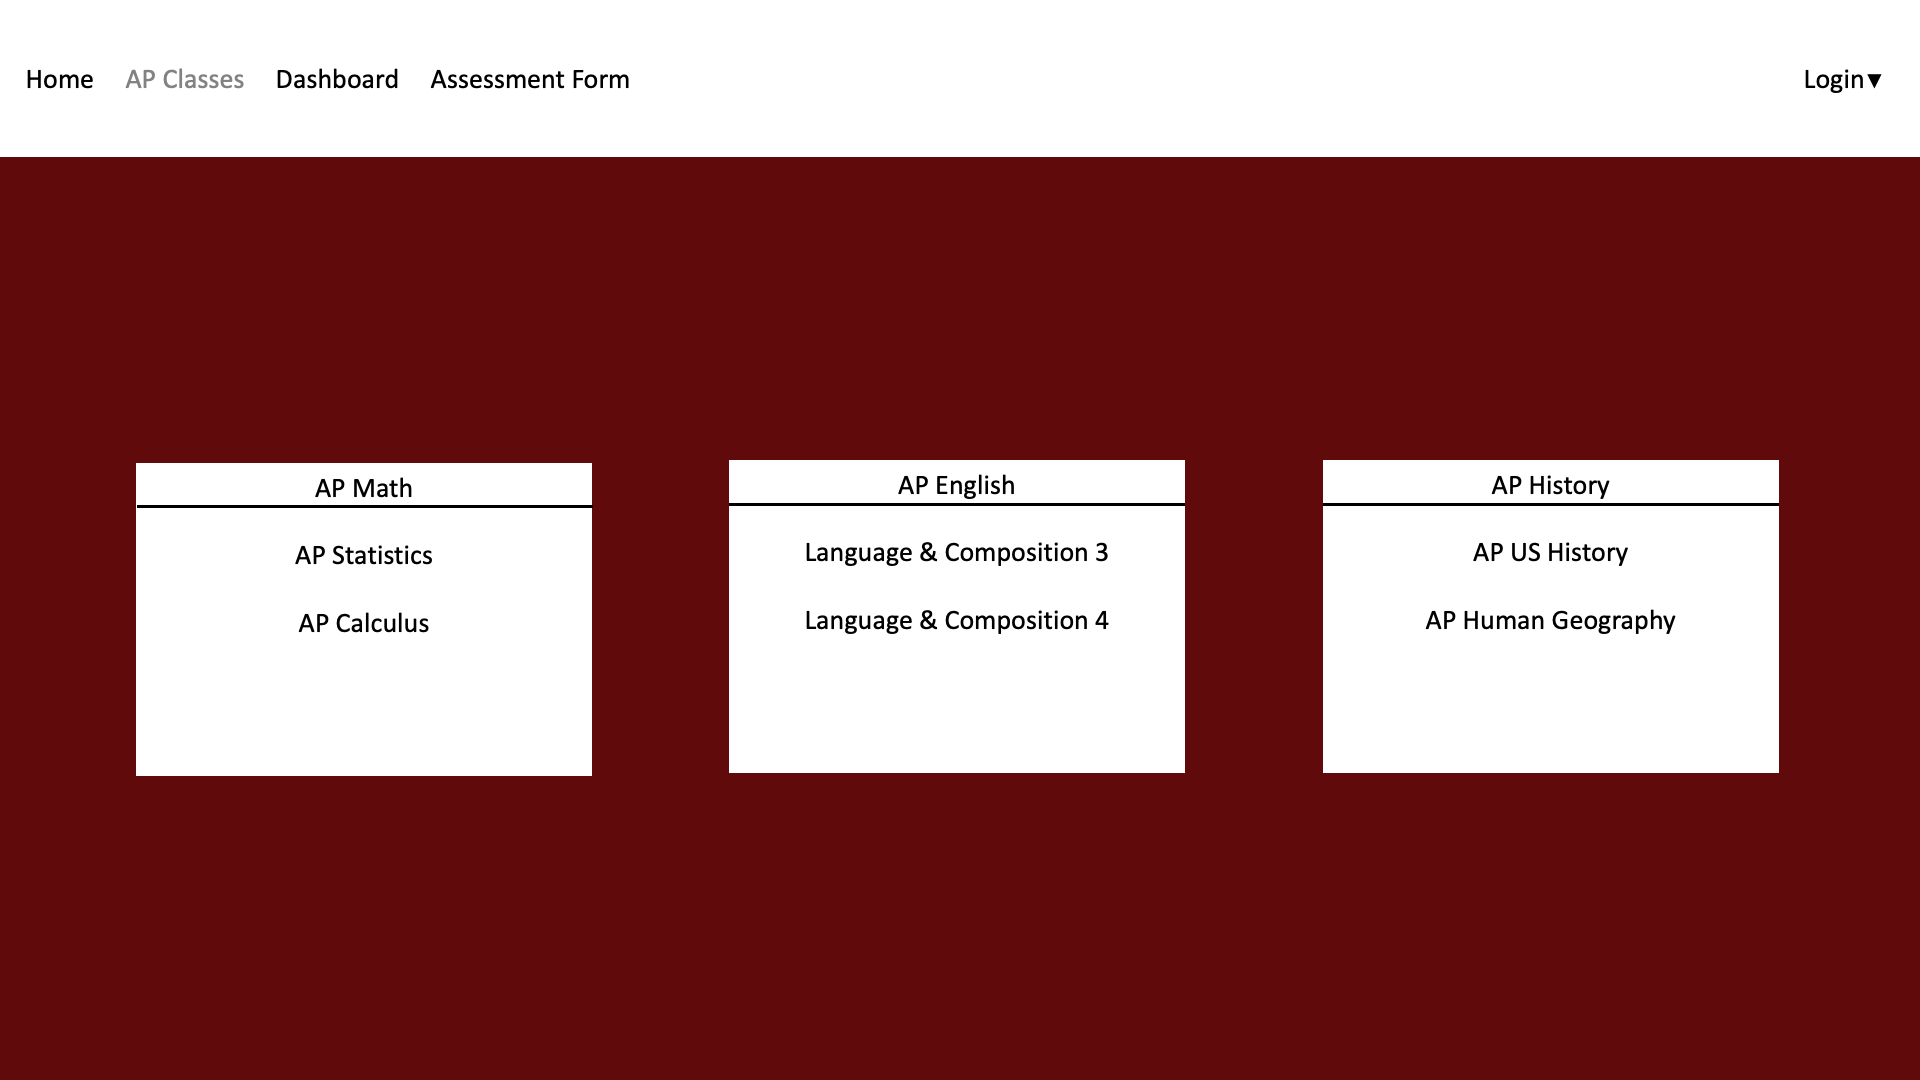 Home AP Classes Dashboard Assessment Form Login▼
AP Math
AP Statistics
AP Calculus
AP English
Language & Composition 3
Language & Composition 4
AP History
AP US History
AP Human Geography